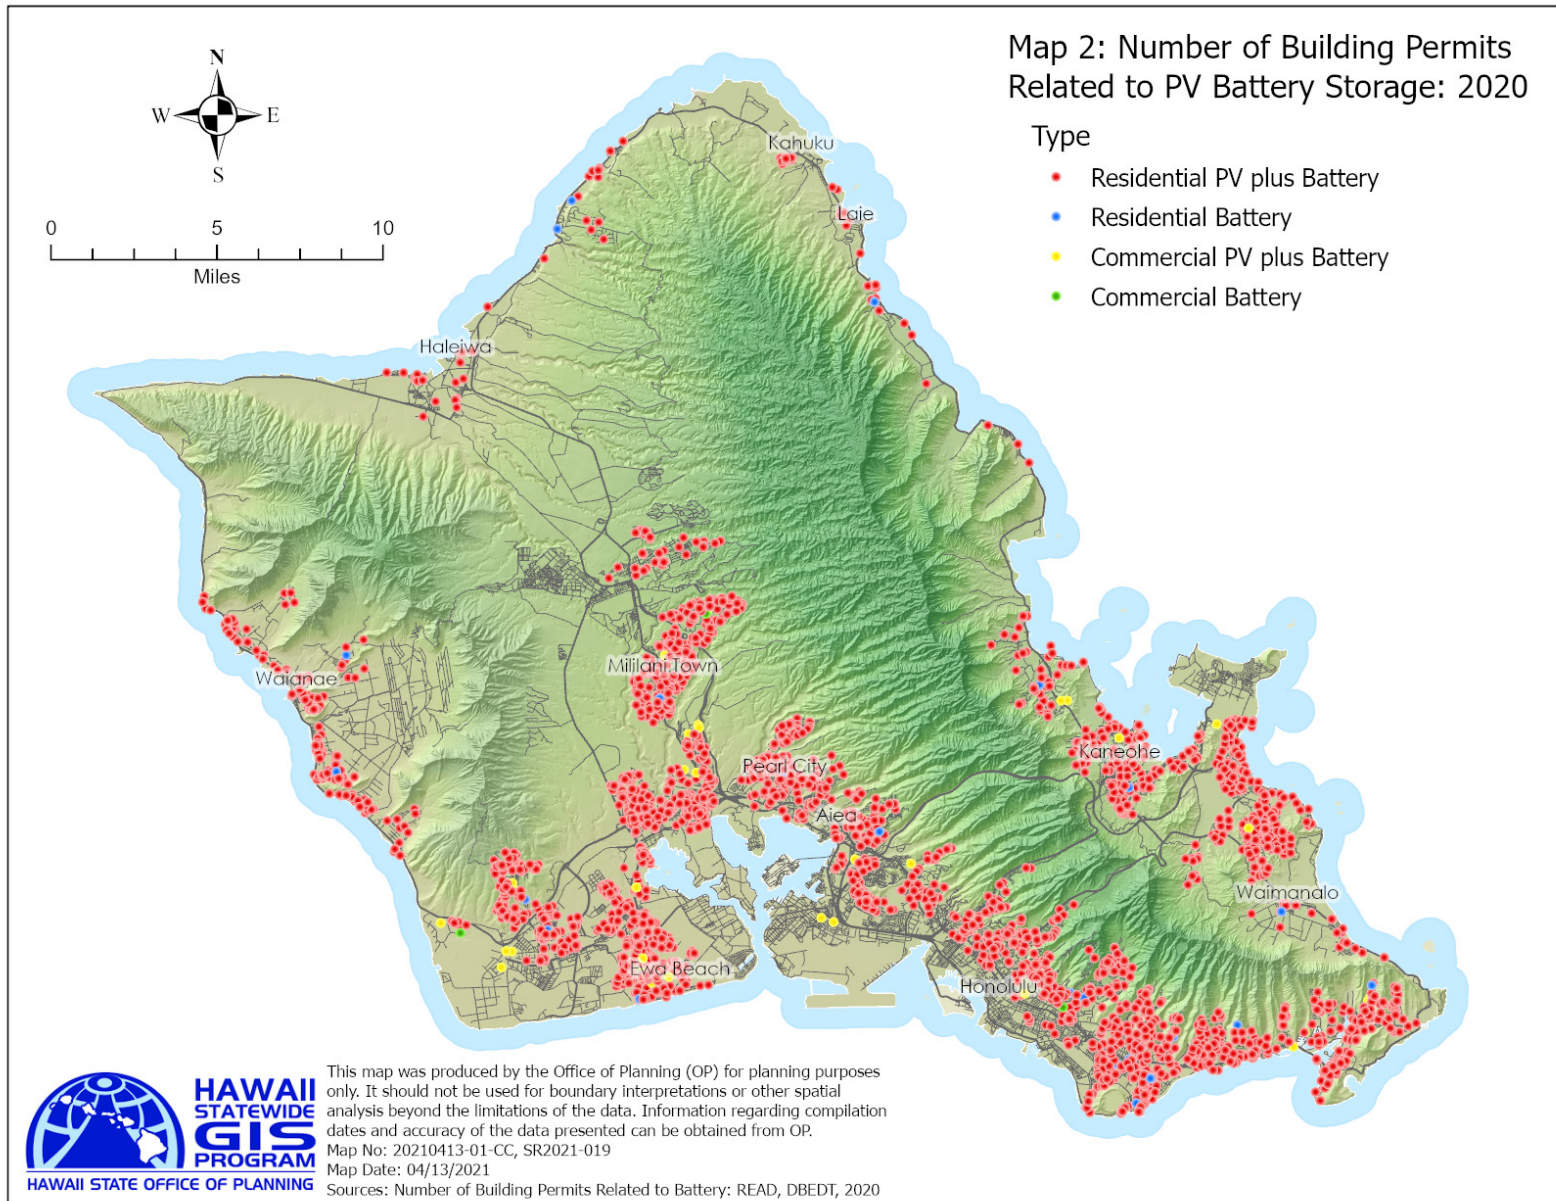 Map 2: Number of Building Permits
Related to PV Battery Storage: 2020
Type
Residential PV plus Battery
Residential Battery
Commercial PV plus Battery
Commercial Battery
N
W E
S
0 5 10
Miles
Kahuku
Laie
Haleiwa
Mililani Town
Waianae
Pearl City
Kaneohe
Aiea
Waimanalo
Ewa Beach
Honolulu
HAWAII
STATEWIDE
GIS
PROGRAM
HAWAII STATE OFFICE OF PLANNING
This map was produced by the Office of Planning (OP) for planning purposes
only. It should not be used for boundary interpretations or other spatial
analysis beyond the limitations of the data. Information regarding compilation
dates and accuracy of the data presented can be obtained from OP.
Map No: 20210413-01-CC, SR2021-019
Map Date: 04/13/2021
Sources: Number of Building Permits Related to Battery: READ, DBEDT, 2020